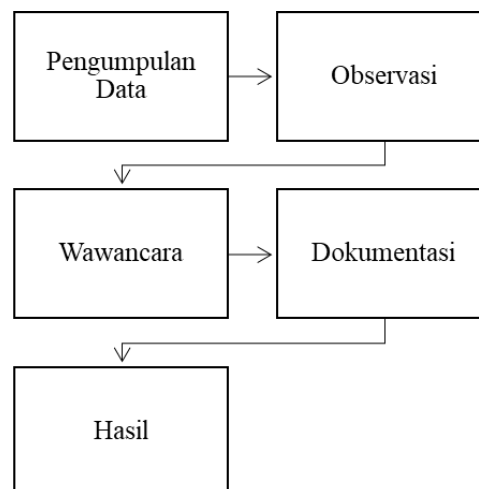 Pengumpulan
Data
Observasi
Wawancara
Dokumentasi
Hasil